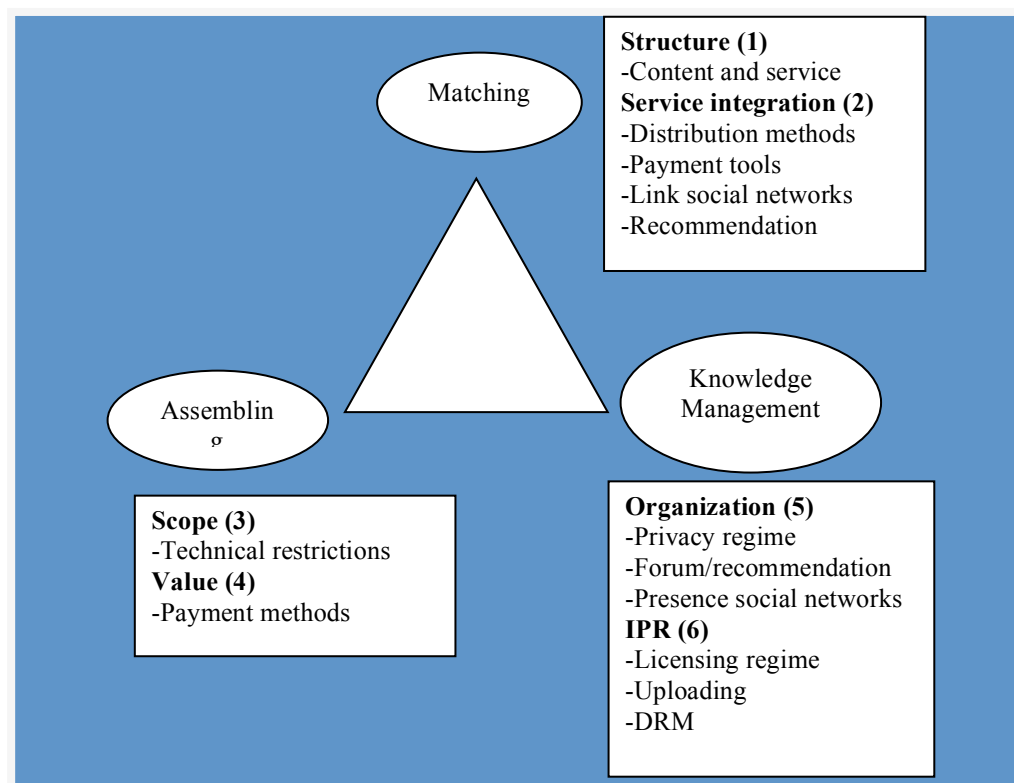 Matching
Structure (1)
-Content and service
Service integration (2)
-Distribution methods
-Payment tools
-Link social networks
-Recommendation
Assemblin
g
Scope (3)
-Technical restrictions
Value (4)
-Payment methods
Knowledge
Management
Organization (5)
-Privacy regime
-Forum/recommendation
-Presence social networks
IPR (6)
-Licensing regime
-Uploading
-DRM